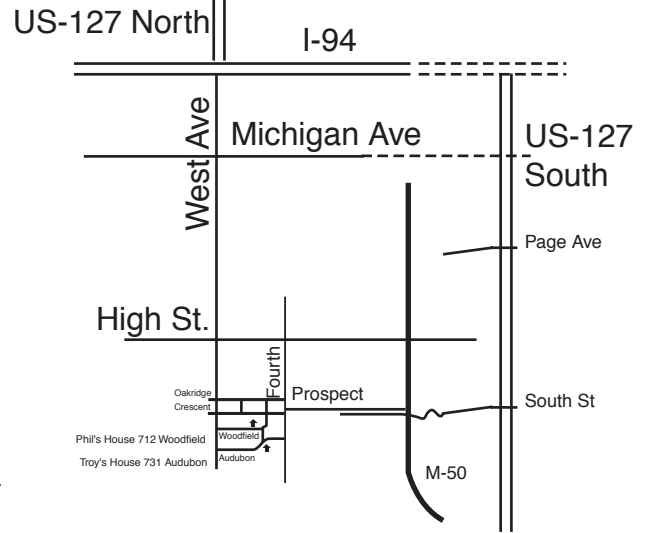 US-127 North
I-94
West Ave
Michigan Ave
US-127
South
Page Ave
High St.
Fourth
Oakridge
Prospect
Crescent
South St
Woodfield
Phil's House 712 Woodfield
Audubon
Troy's House 731 Audubon
M-50